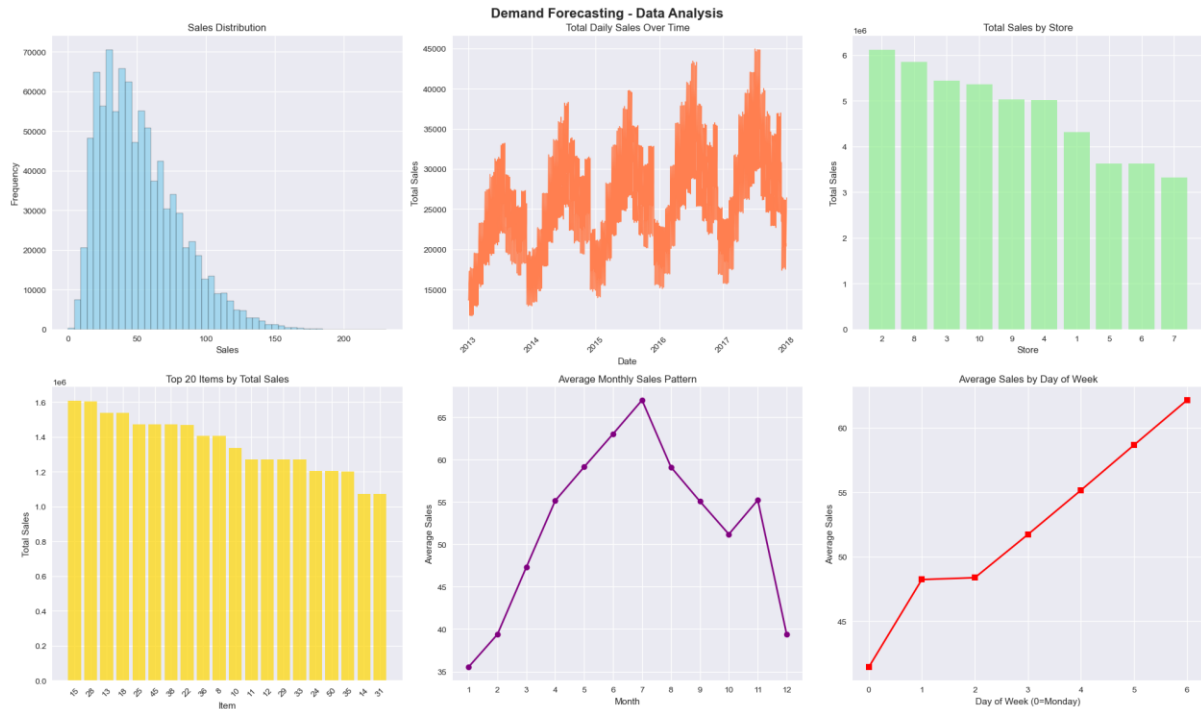 Demand Forecasting - Data Analysis
Sales Distribution
Frequency
70000
60000
50000
40000
30000
20000
10000
0
0 50 100 150 200
Sales
Total Daily Sales Over Time
Total Sales
45000
40000
35000
30000
25000
20000
15000
2013 2014 2015 2016 2017 2018
Date
Total Sales by Store
1e6
Total Sales
6
5
4
3
2
1
0
2 8 3 10 9 4 1 5 6 7
Store
Top 20 Items by Total Sales
1e6
Total Sales
1.6
1.4
1.2
1.0
0.8
0.6
0.4
0.2
0.0
15 28 13 18 25 45 38 22 36 8 10 11 12 29 33 24 50 35 14 31
Item
Average Monthly Sales Pattern
Average Sales
65
60
55
50
45
40
35
1 2 3 4 5 6 7 8 9 10 11 12
Month
Average Sales by Day of Week
Average Sales
60
55
50
45
0 1 2 3 4 5 6
Day of Week (0=Monday)